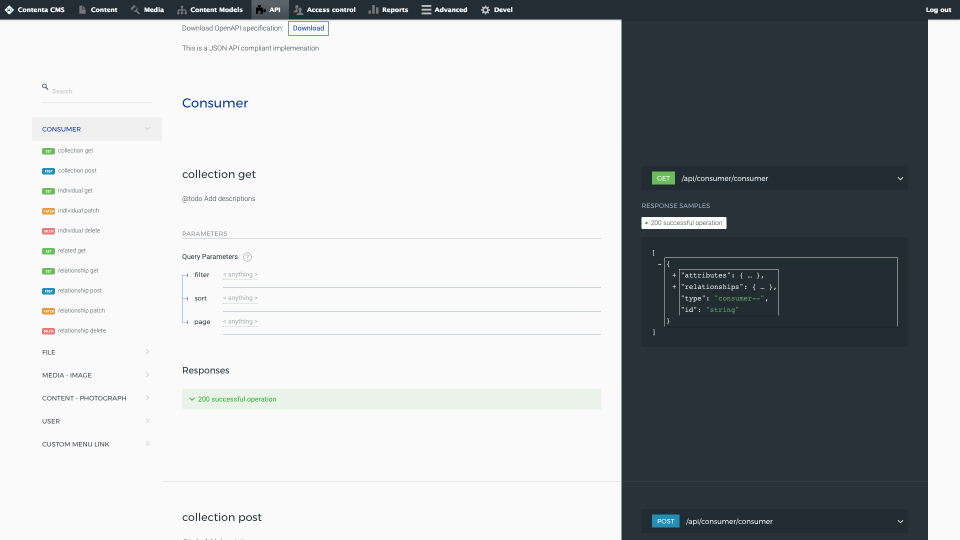 Contenta CMS Content Media Content Models API Access control Reports Advanced Devel Log out
Download OpenAPI specification: Download
This is a JSON API compliant implemenation
Search
CONSUMER
GET collection get
POST collection post
GET individual get
PATCH individual patch
DELETE individual delete
GET related get
GET relationship get
POST relationship post
PATCH relationship patch
DELETE relationship delete
FILE
MEDIA - IMAGE
CONTENT - PHOTOGRAPH
USER
CUSTOM MENU LINK
Consumer
collection get
@todo Add descriptions
PARAMETERS
Query Parameters ?
filter < anything >
sort < anything >
page < anything >
Responses
200 successful operation
collection post
GET /api/consumer/consumer
RESPONSE SAMPLES
200 successful operation
[
- {
+ "attributes": { … },
+ "relationships": { … },
"type": "consumer--",
"id": "string"
}
]
POST /api/consumer/consumer